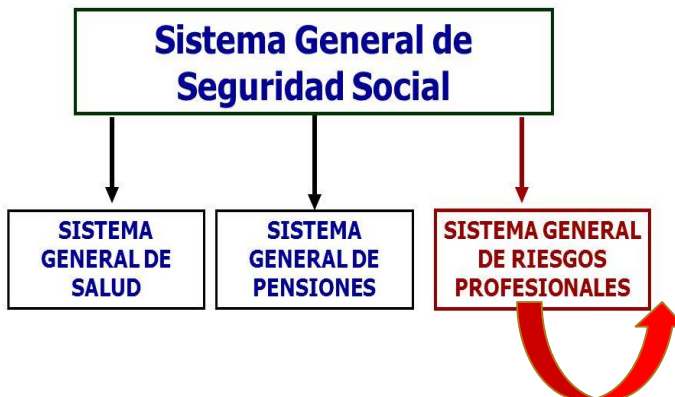 Sistema General de
Seguridad Social
SISTEMA
GENERAL DE
SALUD
SISTEMA
GENERAL DE
PENSIONES
SISTEMA GENERAL
DE RIESGOS
PROFESIONALES